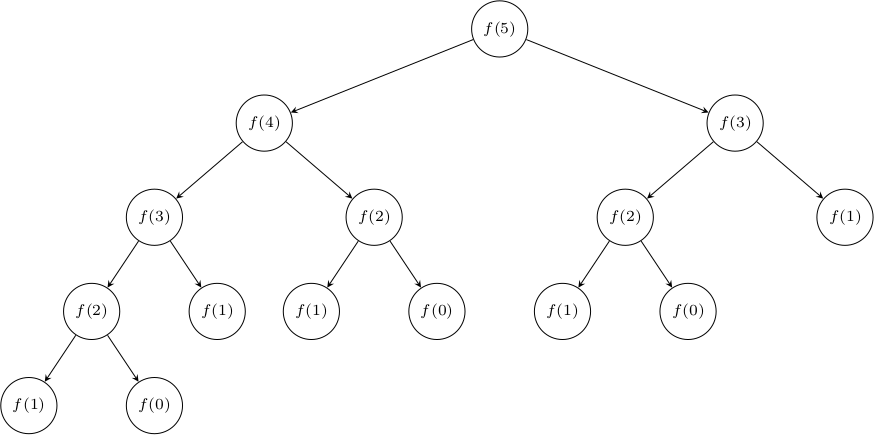 f(5)
f(4) f(3)
f(3) f(2) f(2) f(1)
f(2) f(1) f(1) f(0) f(1) f(0)
f(1) f(0)